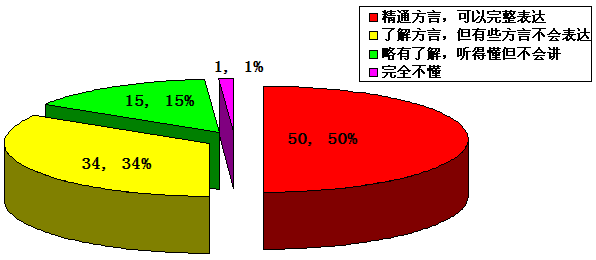 精通方言，可以完整表达
了解方言，但有些方言不会表达
略有了解，听得懂但不会讲
完全不懂
1， 1%
15， 15%
50， 50%
34， 34%